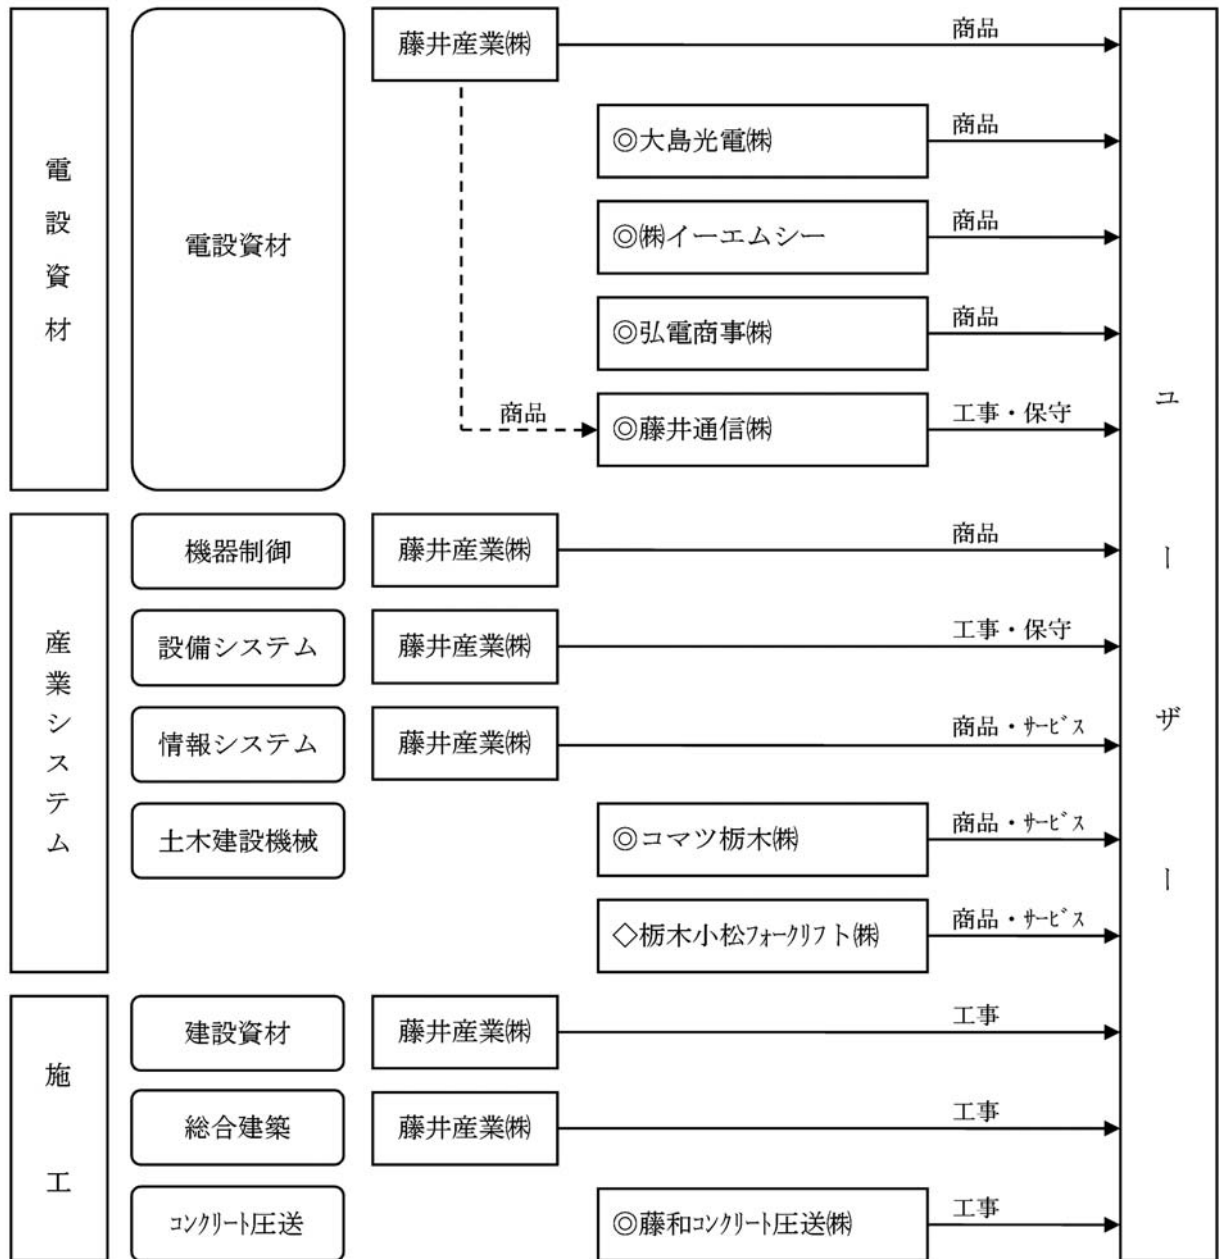 電設資材
電設資材
藤井産業㈱
商品
◎大島光電㈱
商品
◎㈱イーエムシー
商品
◎弘電商事㈱
商品
商品
◎藤井通信㈱
工事・保守
産業システム
機器制御
藤井産業㈱
商品
設備システム
藤井産業㈱
工事・保守
情報システム
藤井産業㈱
商品・ｻｰﾋﾞｽ
土木建設機械
◎コマツ栃木㈱
商品・ｻｰﾋﾞｽ
◇栃木小松ﾌｫｰｸﾘﾌﾄ㈱
商品・ｻｰﾋﾞｽ
施工
建設資材
藤井産業㈱
工事
総合建築
藤井産業㈱
工事
ｺﾝｸﾘｰﾄ圧送
◎藤和ｺﾝｸﾘｰﾄ圧送㈱
工事
ユーザー